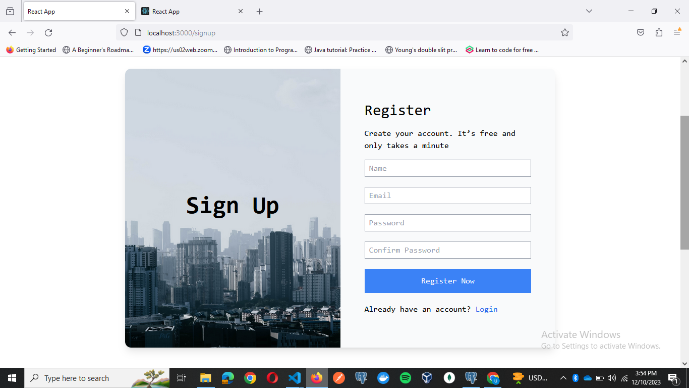 React App
React App
localhost:3000/signup
Getting Started
A Beginner's Roadma...
https://us02web.zoom...
Introduction to Progra...
Java tutorial: Practice ...
Young's double slit pr...
Learn to code for free ...
Sign Up
Register
Create your account. It's free and
only takes a minute
Name
Email
Password
Confirm Password
Register Now
Already have an account? Login
Activate Windows
Go to Settings to activate Windows.
Type here to search
USD...
3:54 PM
12/10/2023